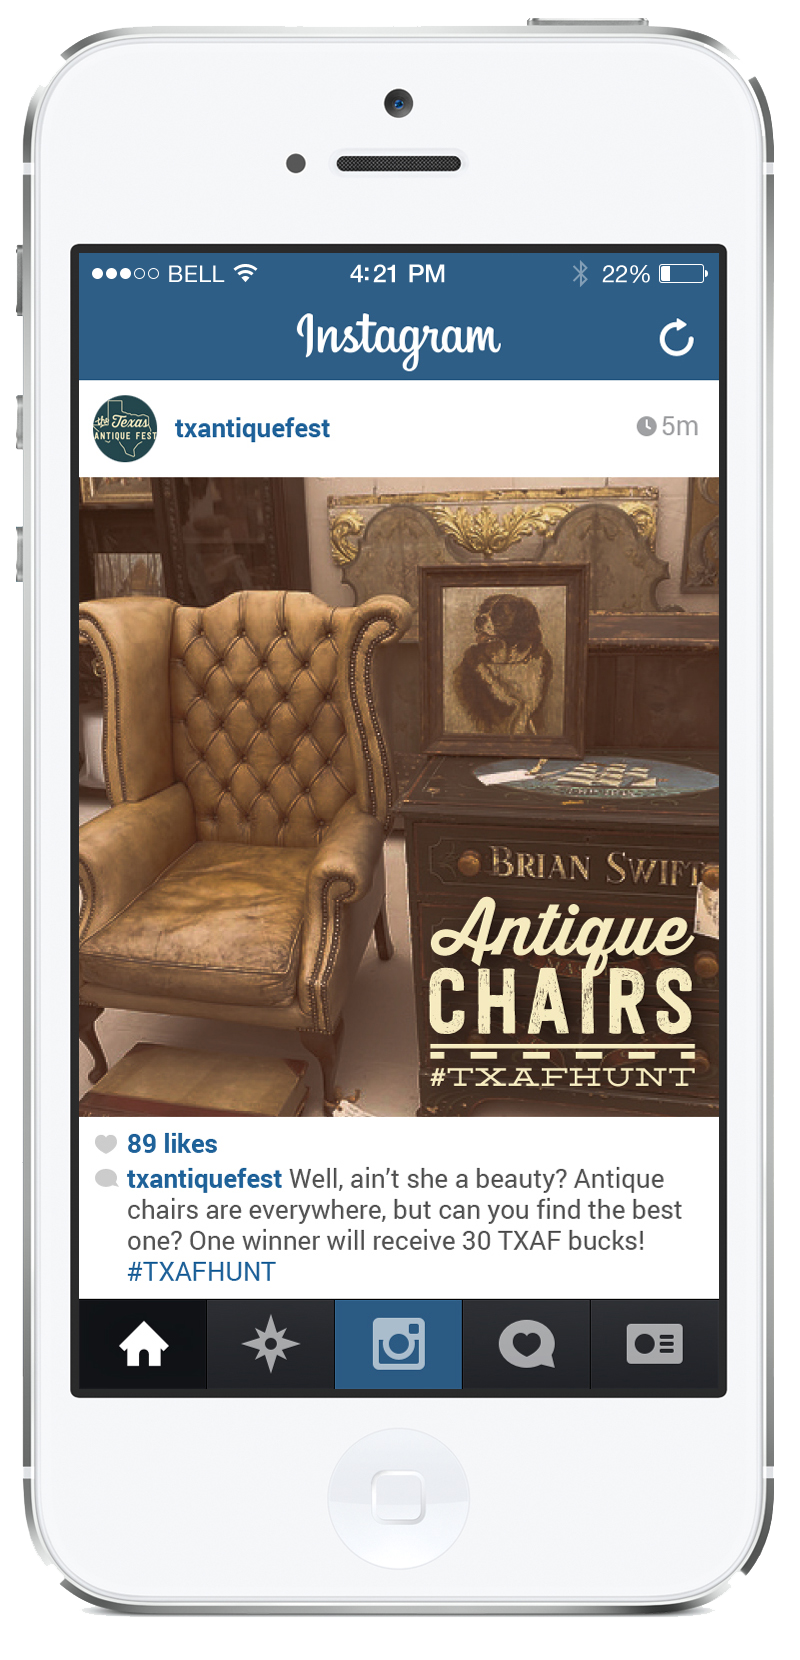 BELL 4:21 PM 22%
Instagram
the Texas
ANTIQUE FEST
txantiquefest 5m
BRIAN SWIFT
Antique
CHAIRS
#TXAFHUNT
89 likes
txantiquefest Well, ain't she a beauty? Antique
chairs are everywhere, but can you find the best
one? One winner will receive 30 TXAF bucks!
#TXAFHUNT